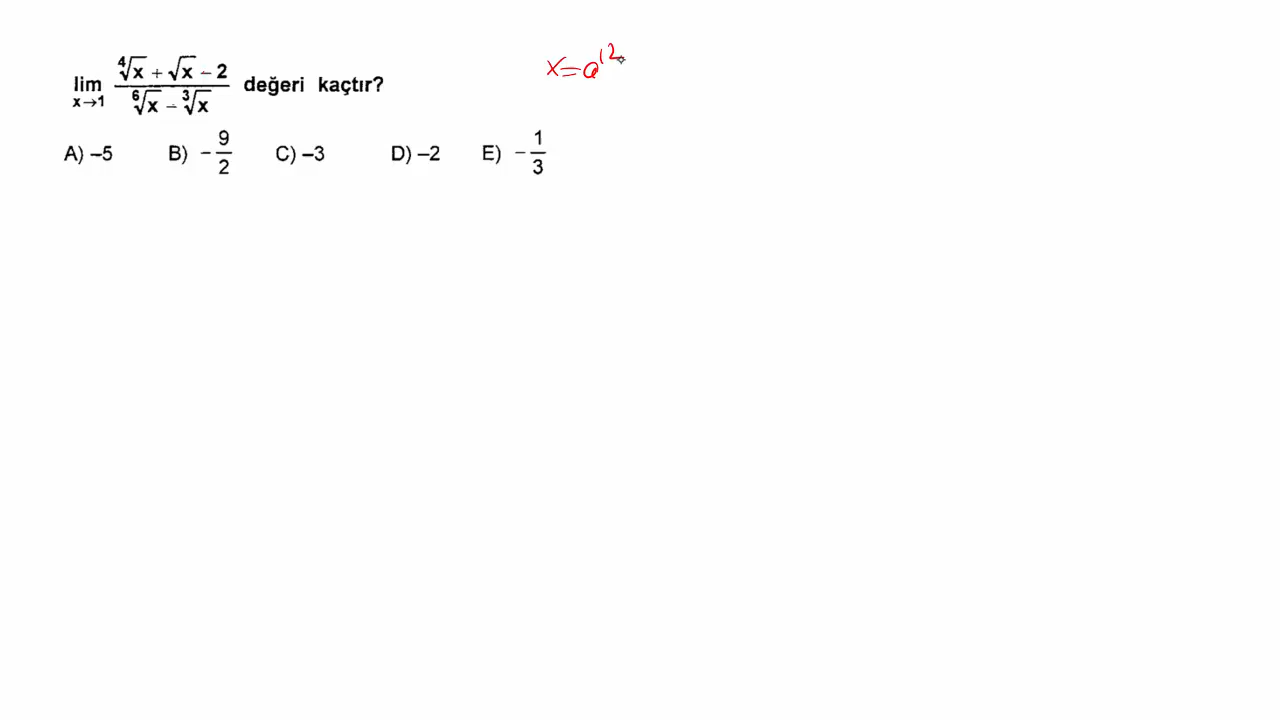 lim x→1 (⁴√x + √x − 2) / (⁶√x − ³√x) değeri kaçtır?
x=a¹²
A) –5 B) −9/2 C) –3 D) –2 E) −1/3